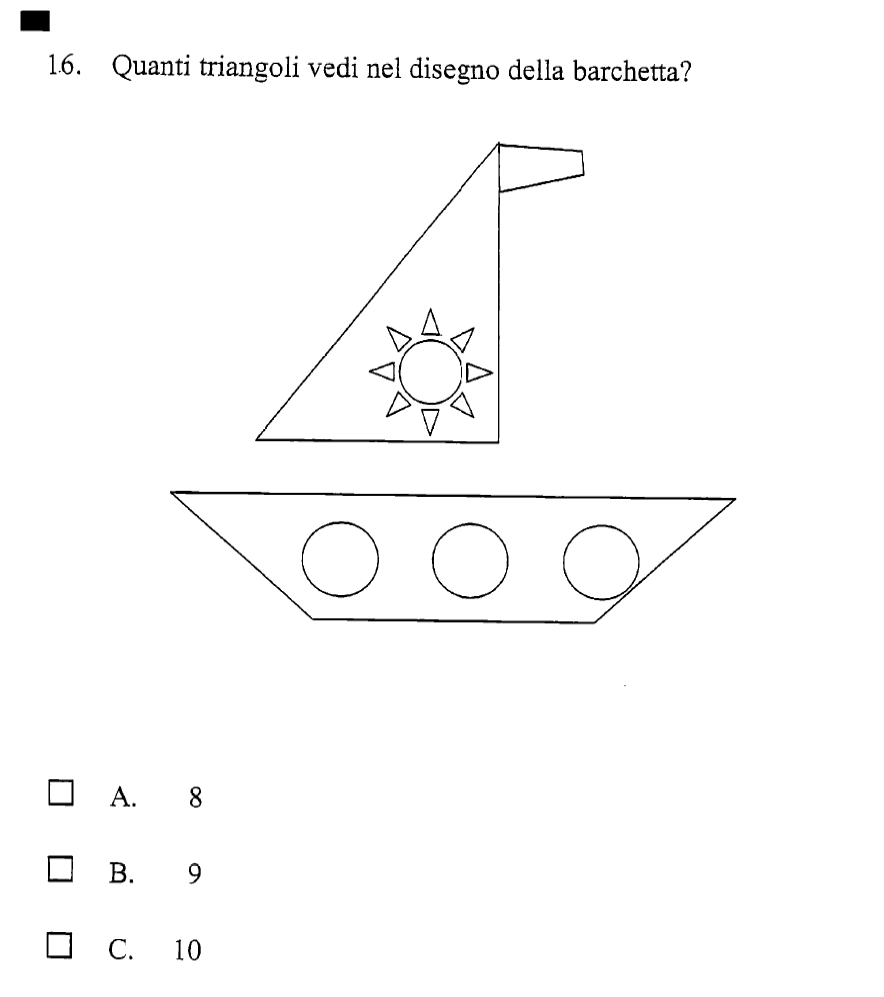 16. Quanti triangoli vedi nel disegno della barchetta?
A. 8
B. 9
C. 10